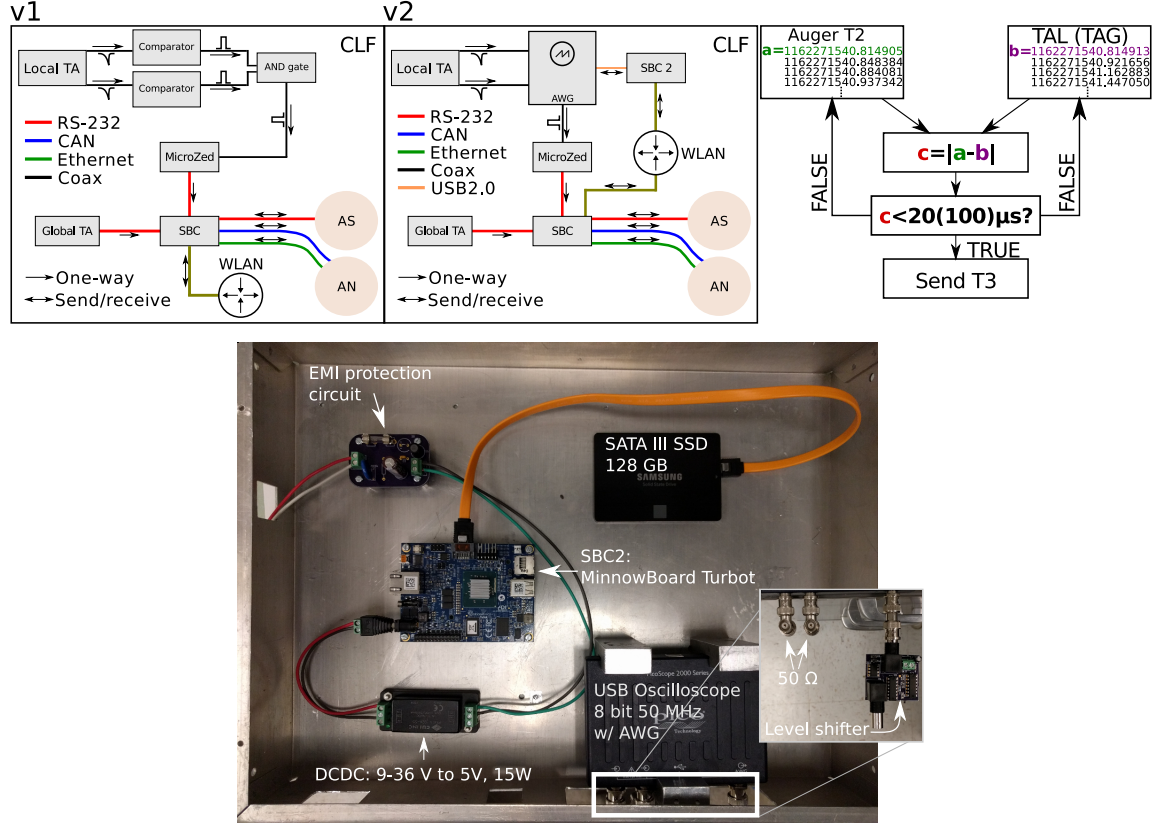 v1
CLF
Local TA
Comparator
Comparator
AND gate
RS-232
CAN
Ethernet
Coax
MicroZed
Global TA
SBC
AS
AN
WLAN
One-way
Send/receive
v2
CLF
Local TA
AWG
SBC 2
RS-232
CAN
Ethernet
Coax
USB2.0
MicroZed
WLAN
Global TA
SBC
AS
AN
One-way
Send/receive
Auger T2
a=1162271540.814905
1162271540.848384
1162271540.884081
1162271540.937342
TAL (TAG)
b=1162271540.814913
1162271540.921656
1162271541.162883
1162271541.447050
c=|a-b|
FALSE
FALSE
c<20(100)μs?
TRUE
Send T3
EMI protection
circuit
SATA III SSD
128 GB
SAMSUNG
SBC2:
MinnowBoard Turbot
PicoScope 2000 Series
USB Oscilloscope
8 bit 50 MHz
w/ AWG
pico
Technology
DCDC: 9-36 V to 5V, 15W
50 Ω
Level shifter